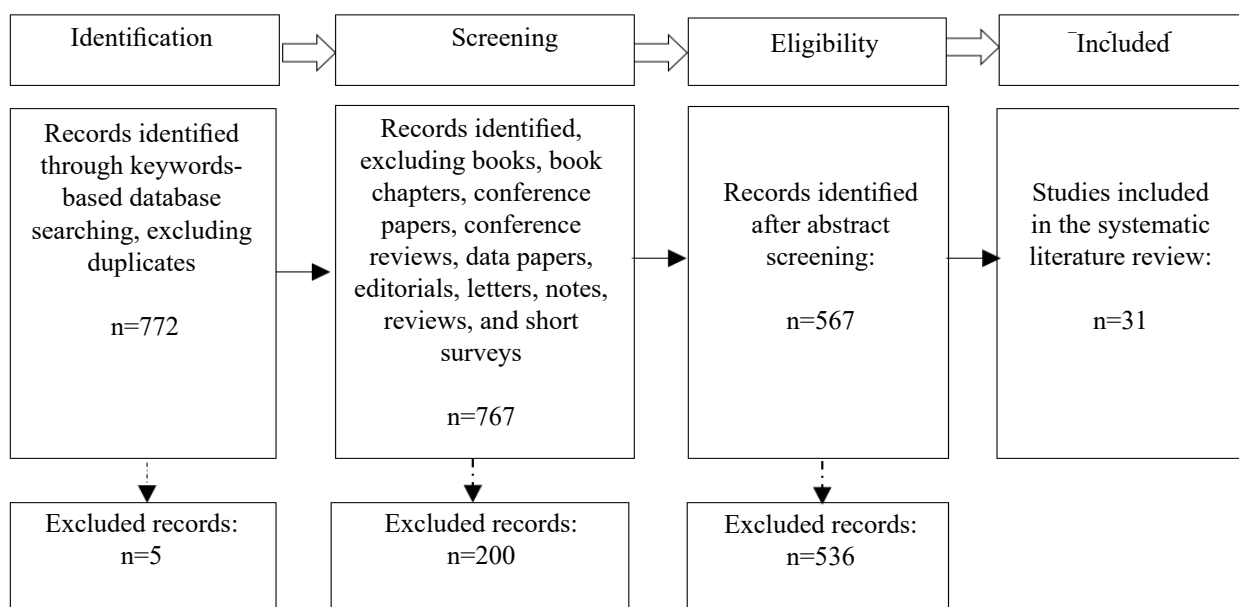 Identification
Screening
Eligibility
Included
Records identified
through keywords-
based database
searching, excluding
duplicates
n=772
Records identified,
excluding books, book
chapters, conference
papers, conference
reviews, data papers,
editorials, letters, notes,
reviews, and short
surveys
n=767
Records identified
after abstract
screening:
n=567
Studies included
in the systematic
literature review:
n=31
Excluded records:
n=5
Excluded records:
n=200
Excluded records:
n=536